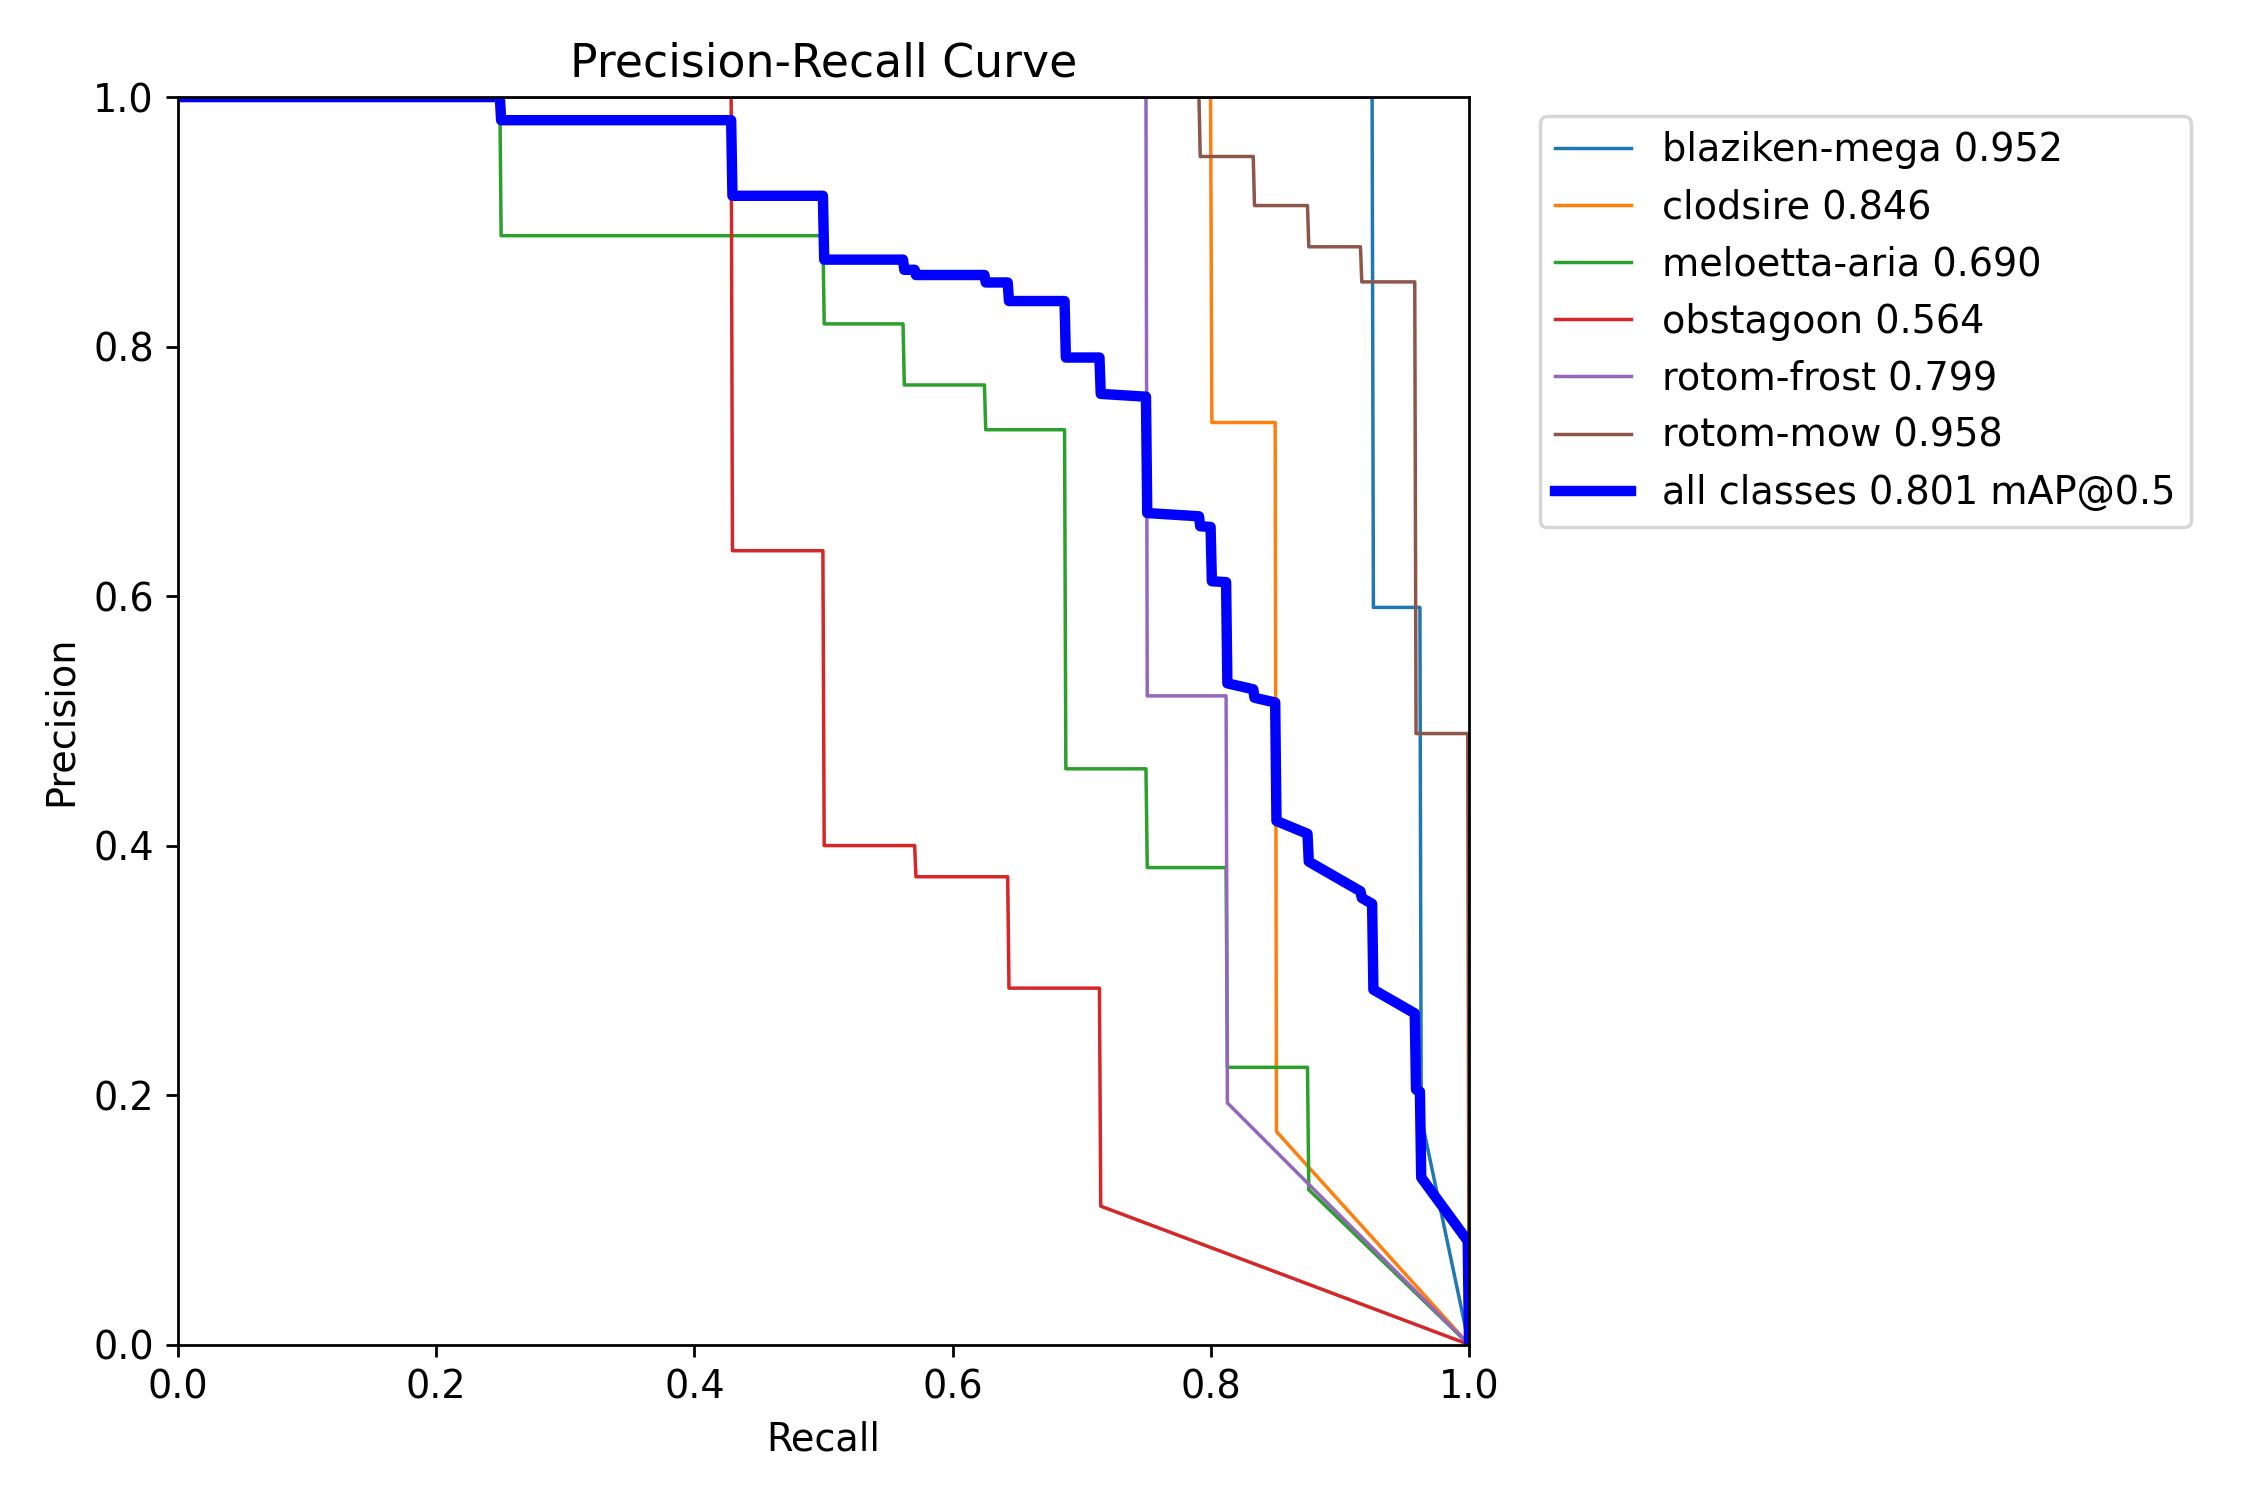 Precision-Recall Curve
1.0
0.8
0.6
0.4
0.2
0.0
Precision
0.0 0.2 0.4 0.6 0.8 1.0
Recall
blaziken-mega 0.952
clodsire 0.846
meloetta-aria 0.690
obstagoon 0.564
rotom-frost 0.799
rotom-mow 0.958
all classes 0.801 mAP@0.5